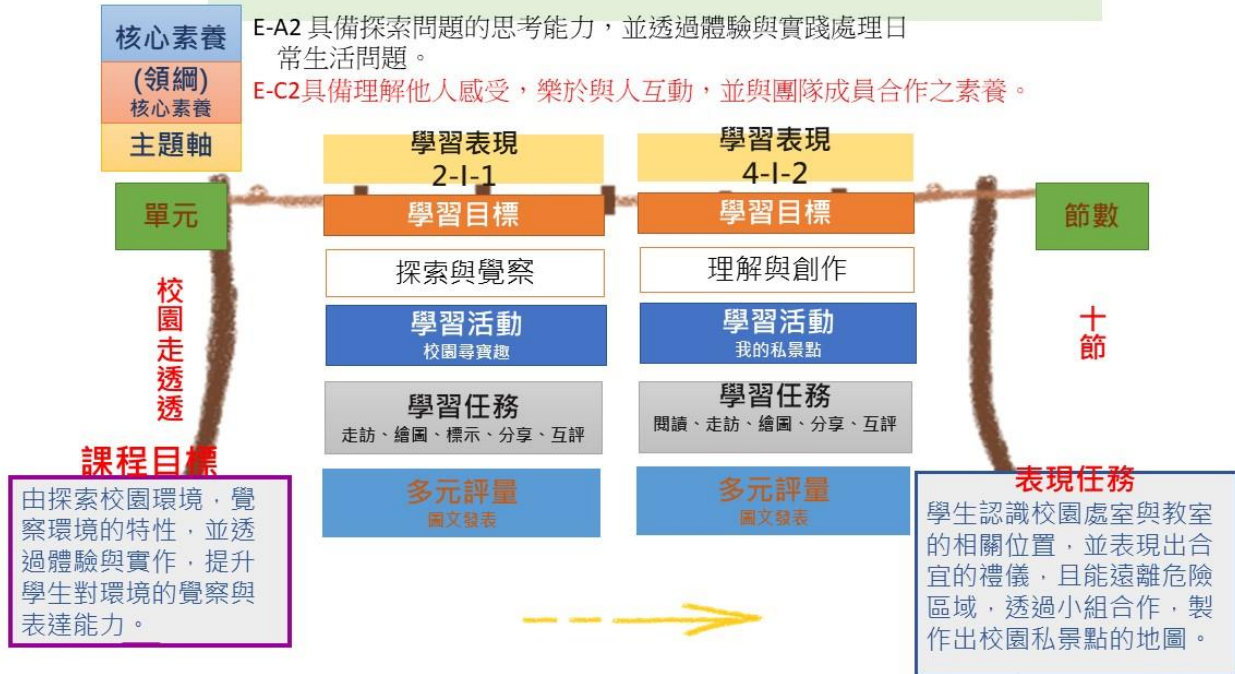 核心素養
(領綱)
核心素養
主題軸
E-A2 具備探索問題的思考能力，並透過體驗與實踐處理日
常生活問題。
E-C2具備理解他人感受，樂於與人互動，並與團隊成員合作之素養。
單元
校園走透透
學習表現
2-I-1
學習目標
探索與覺察
學習活動
校園尋寶趣
學習任務
走訪、繪圖、標示、分享、互評
多元評量
圖文發表
學習表現
4-I-2
學習目標
理解與創作
學習活動
我的私景點
學習任務
閱讀、走訪、繪圖、分享、互評
多元評量
圖文發表
節數
十節
課程目標
由探索校園環境，覺
察環境的特性，並透
過體驗與實作，提升
學生對環境的覺察與
表達能力。
表現任務
學生認識校園處室與教室
的相關位置，並表現出合
宜的禮儀，且能遠離危險
區域，透過小組合作，製
作出校園私景點的地圖。